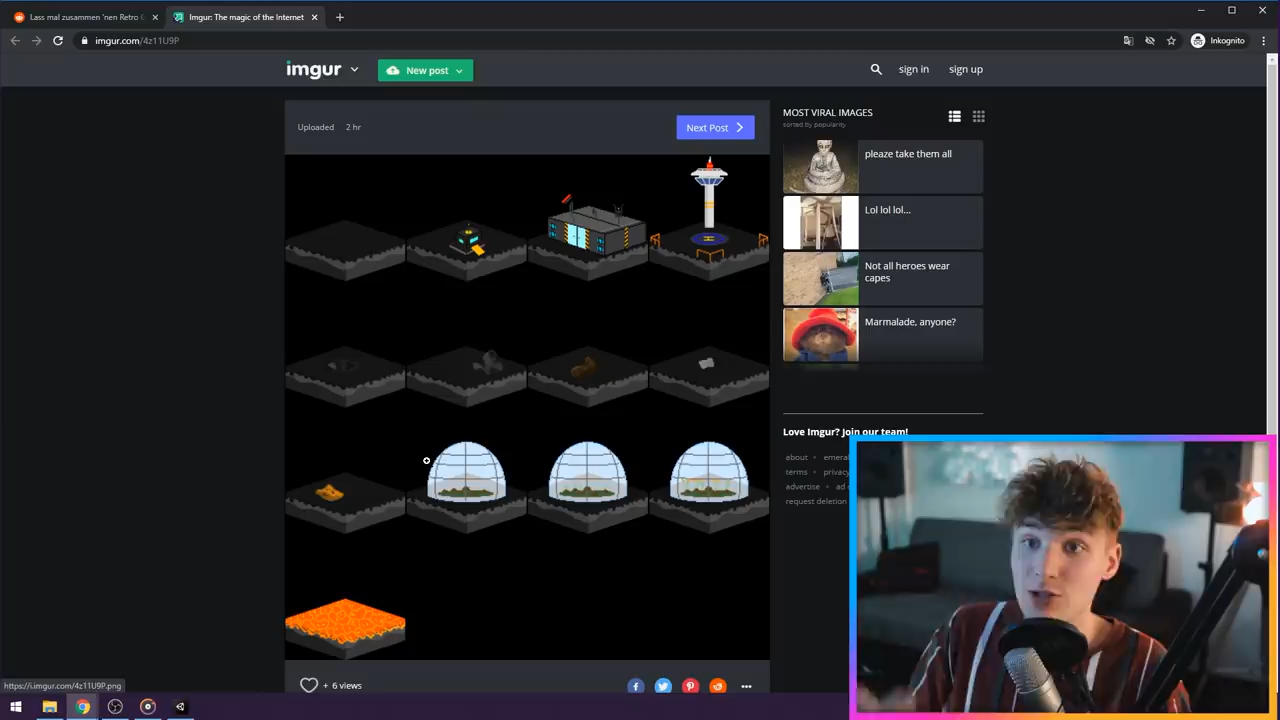 Lass mal zusammen 'nen Retro
Imgur: The magic of the Internet
imgur.com/4z11U9P
Inkognito
imgur
New post
sign in
sign up
Uploaded 2 hr
Next Post
MOST VIRAL IMAGES
sorted by popularity
pleaze take them all
Lol lol lol...
Not all heroes wear
capes
Marmalade, anyone?
Love Imgur? Join our team!
about
terms
advertise
request deletion
+ 6 views
https://i.imgur.com/4z11U9P.png